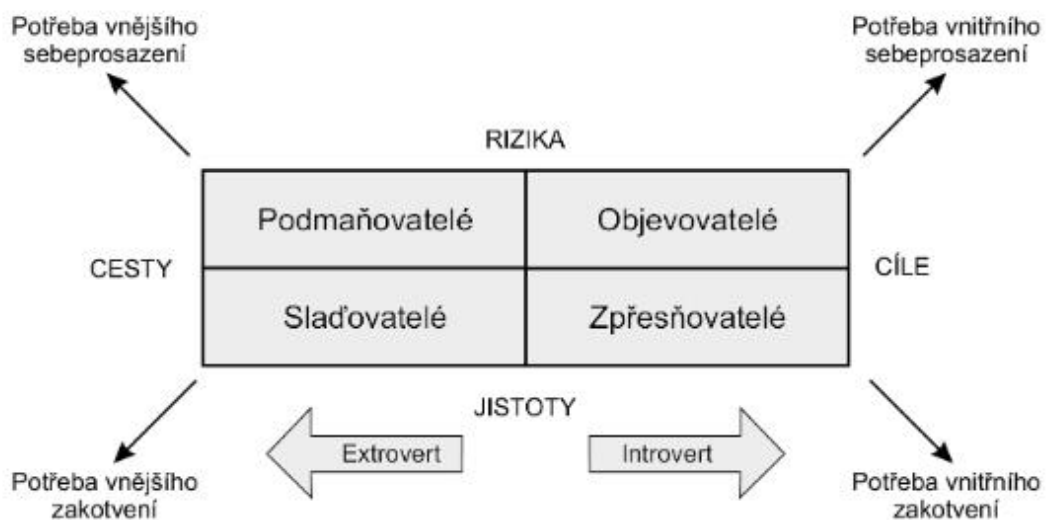 Potřeba vnějšího
sebeprosazení
Potřeba vnitřního
sebeprosazení
RIZIKA
Podmaňovatelé
Objevovatelé
CESTY
CÍLE
Slaďovatelé
Zpřesňovatelé
JISTOTY
Extrovert
Introvert
Potřeba vnějšího
zakotvení
Potřeba vnitřního
zakotvení